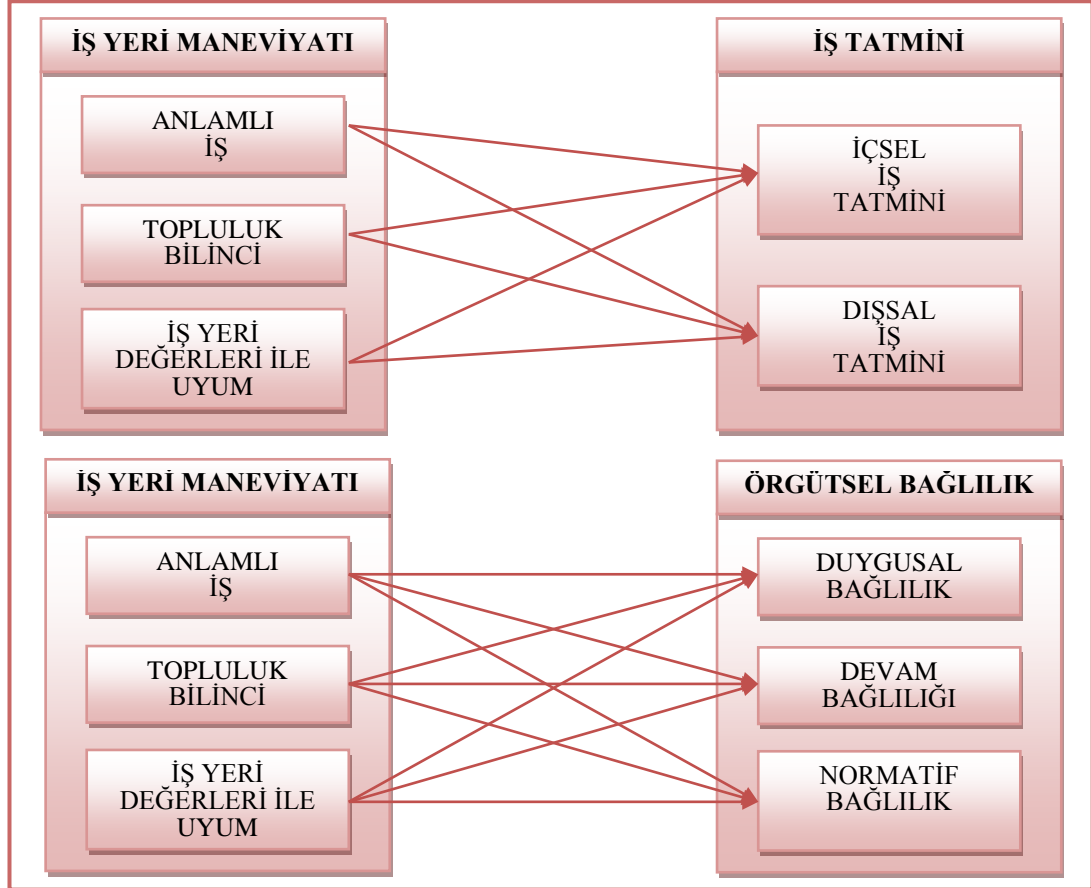 İŞ YERİ MANEVİYATI
ANLAMLI
İŞ
TOPLULUK
BİLİNCİ
İŞ YERİ
DEĞERLERİ İLE
UYUM
İŞ TATMİNİ
İÇSEL
İŞ
TATMİNİ
DIŞSAL
İŞ
TATMİNİ
İŞ YERİ MANEVİYATI
ANLAMLI
İŞ
TOPLULUK
BİLİNCİ
İŞ YERİ
DEĞERLERİ İLE
UYUM
ÖRGÜTSEL BAĞLILIK
DUYGUSAL
BAĞLILIK
DEVAM
BAĞLILIĞI
NORMATİF
BAĞLILIK